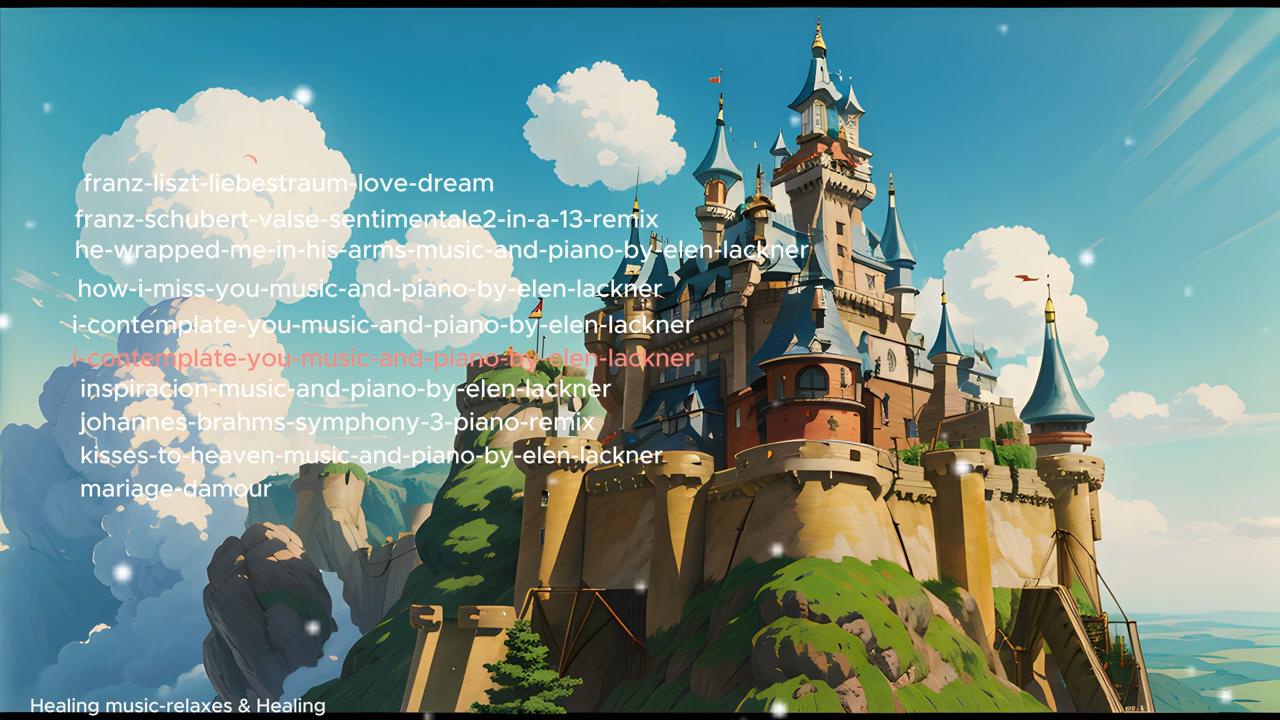 franz-liszt-liebestraum-love-dream
franz-schubert-valse-sentimentale2-in-a-13-remix
he-wrapped-me-in-his-arms-music-and-piano-by-elen-lackner
how-i-miss-you-music-and-piano-by-elen-lackner
i-contemplate-you-music-and-piano-by-elen-lackner
i-contemplate-you-music-and-piano-by-elen-lackner
inspiracion-music-and-piano-by-elen-lackner
johannes-brahms-symphony-3-piano-remix
kisses-to-heaven-music-and-piano-by-elen-lackner
mariage-damour
Healing music-relaxes & Healing